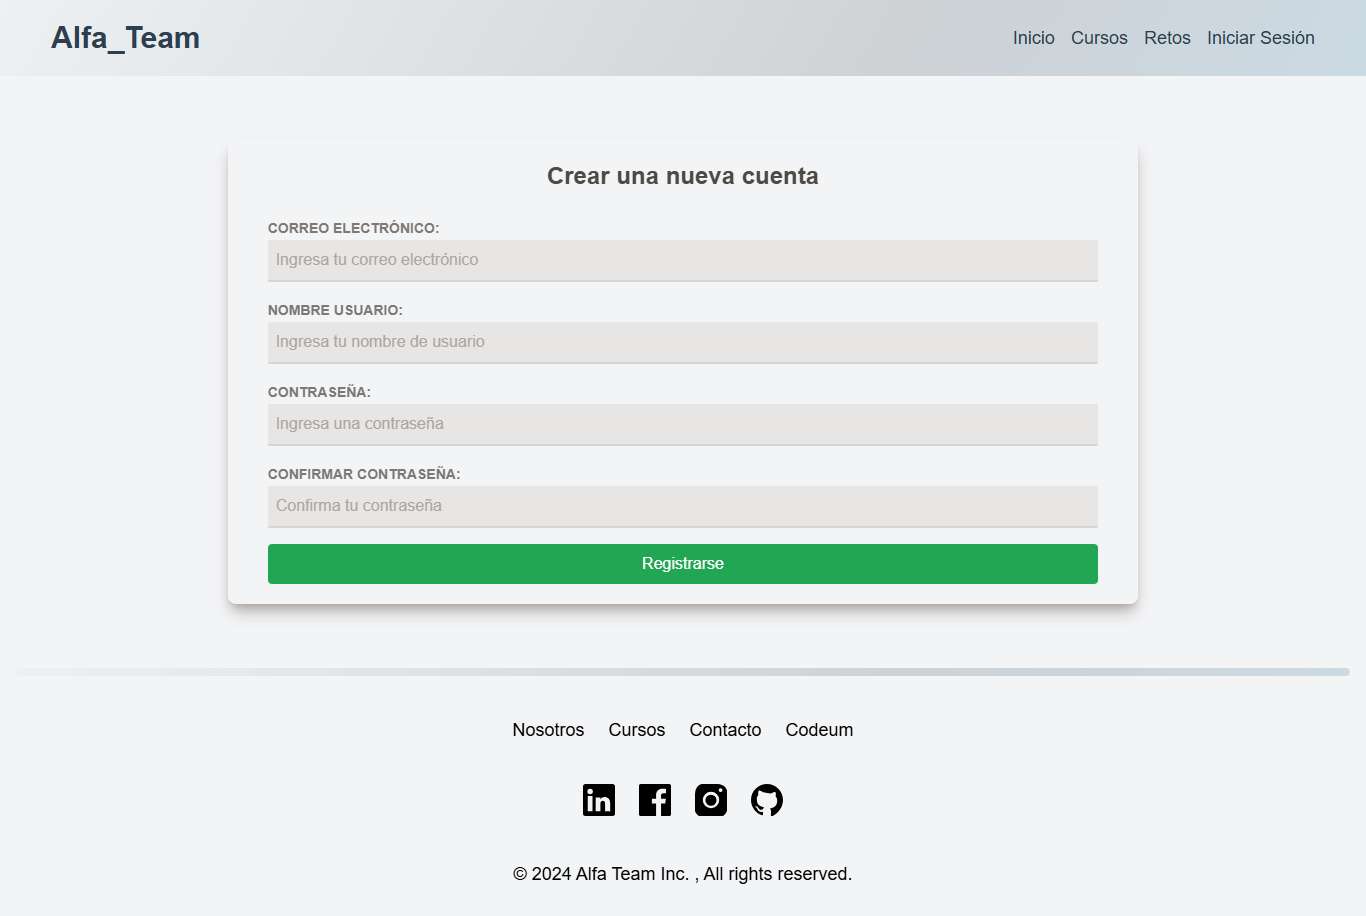 Alfa_Team
Inicio Cursos Retos Iniciar Sesión
Crear una nueva cuenta
CORREO ELECTRÓNICO:
Ingresa tu correo electrónico
NOMBRE USUARIO:
Ingresa tu nombre de usuario
CONTRASEÑA:
Ingresa una contraseña
CONFIRMAR CONTRASEÑA:
Confirma tu contraseña
Registrarse
Nosotros Cursos Contacto Codeum
© 2024 Alfa Team Inc. , All rights reserved.